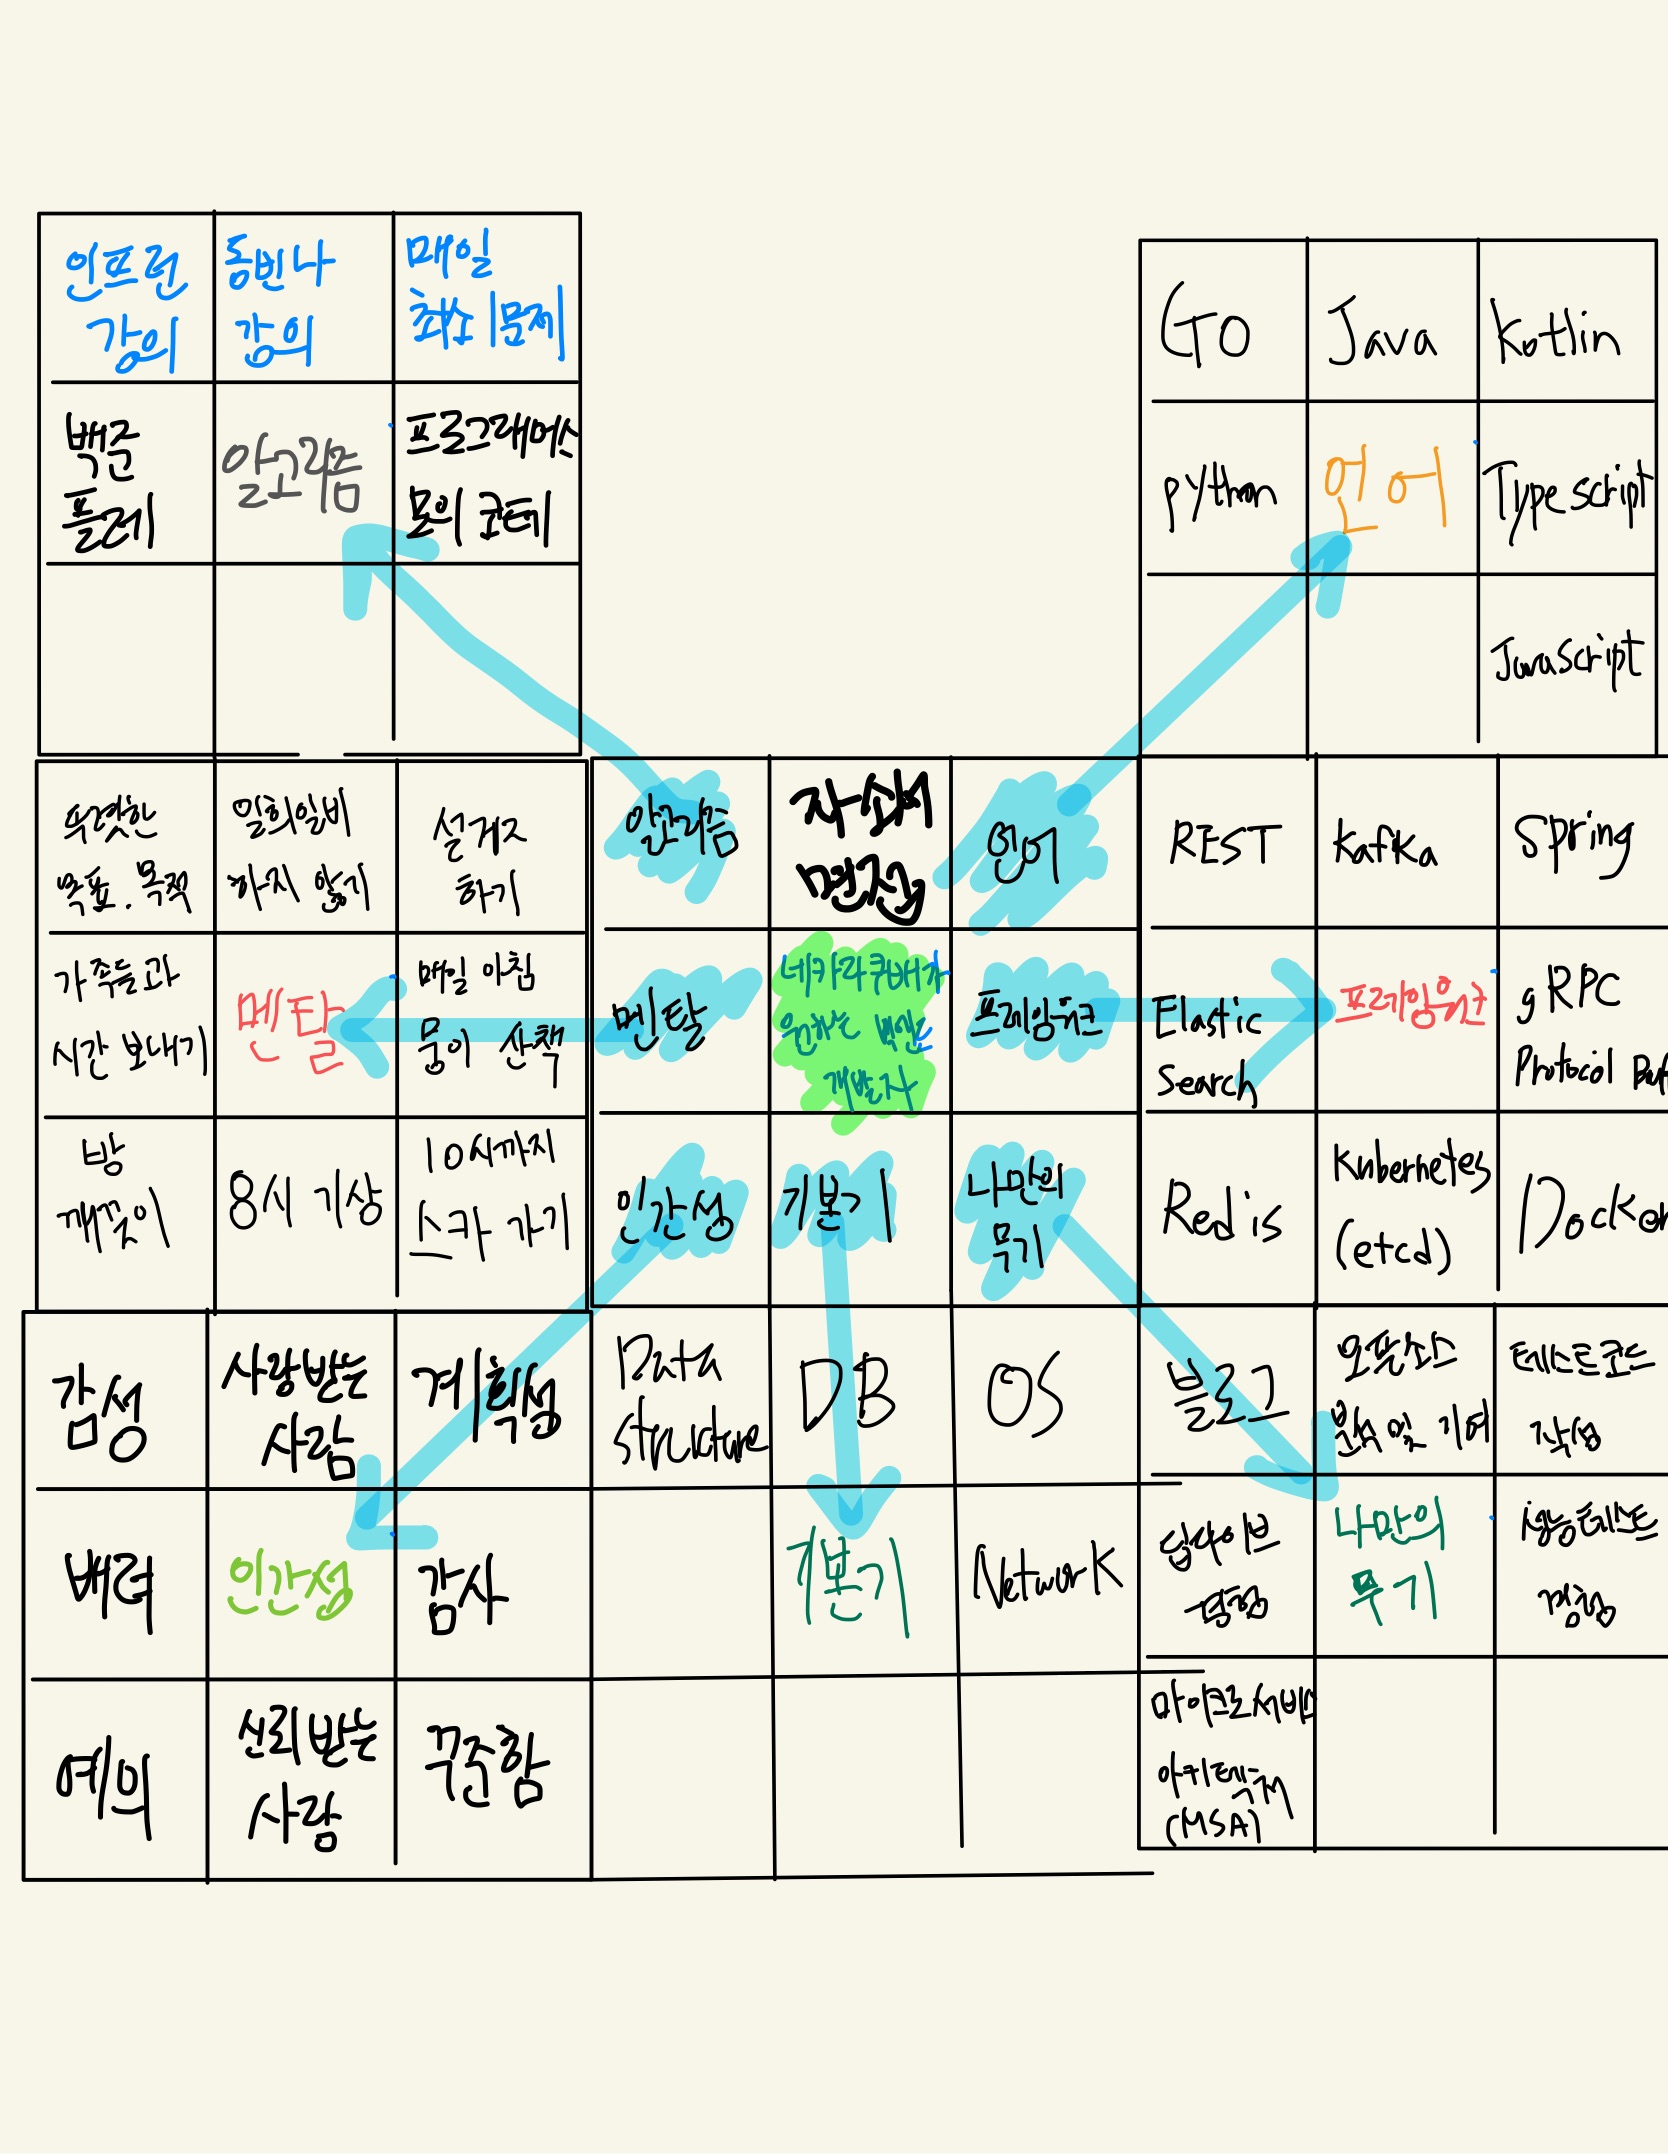 인프런
강의
동빈나
강의
매일
최소 1문제
백준
플레
알고리즘
프로그래머스
모의 코테
GO
Java
Kotlin
python
언어
Typescript
JavaScript
뚜렷한
목표. 목적
일희일비
하지 않기
설거지
하기
가족들과
시간 보내기
멘탈
매일 아침
뭉이 산책
방
깨끗이
8시 기상
10시까지
스카 가기
알고리즘
자소서
면접
언어
멘탈
네카라쿠배가
원하는 백엔드
개발자
프레임워크
인간성
기본기
나만의
무기
REST
Kafka
Spring
Elastic
Search
프레임워크
gRPC
Protocol Buf
Redis
Kubernetes
(etcd)
Docker
감성
사랑받는
사람
계획성
배려
인간성
감사
예의
신뢰받는
사람
꾸준함
Data
structure
DB
OS
기본기
Network
블로그
오픈소스
분석 및 기여
테스트코드
작성
딥다이브
경험
나만의
무기
성능테스트
경험
마이크로서비스
아키텍쳐
(MSA)